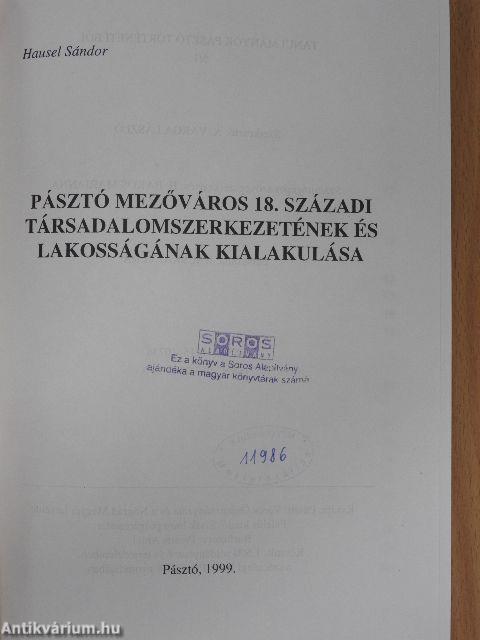 Hausel Sándor
PÁSZTÓ MEZŐVÁROS 18. SZÁZADI
TÁRSADALOMSZERKEZETÉNEK ÉS
LAKOSSÁGÁNAK KIALAKULÁSA
SOROS
ALAPÍTVÁNY
Ez a könyv a Soros Alapítvány
ajándéka a magyar könyvtárak számára
11986
Pásztó, 1999.
Antikvárium.hu